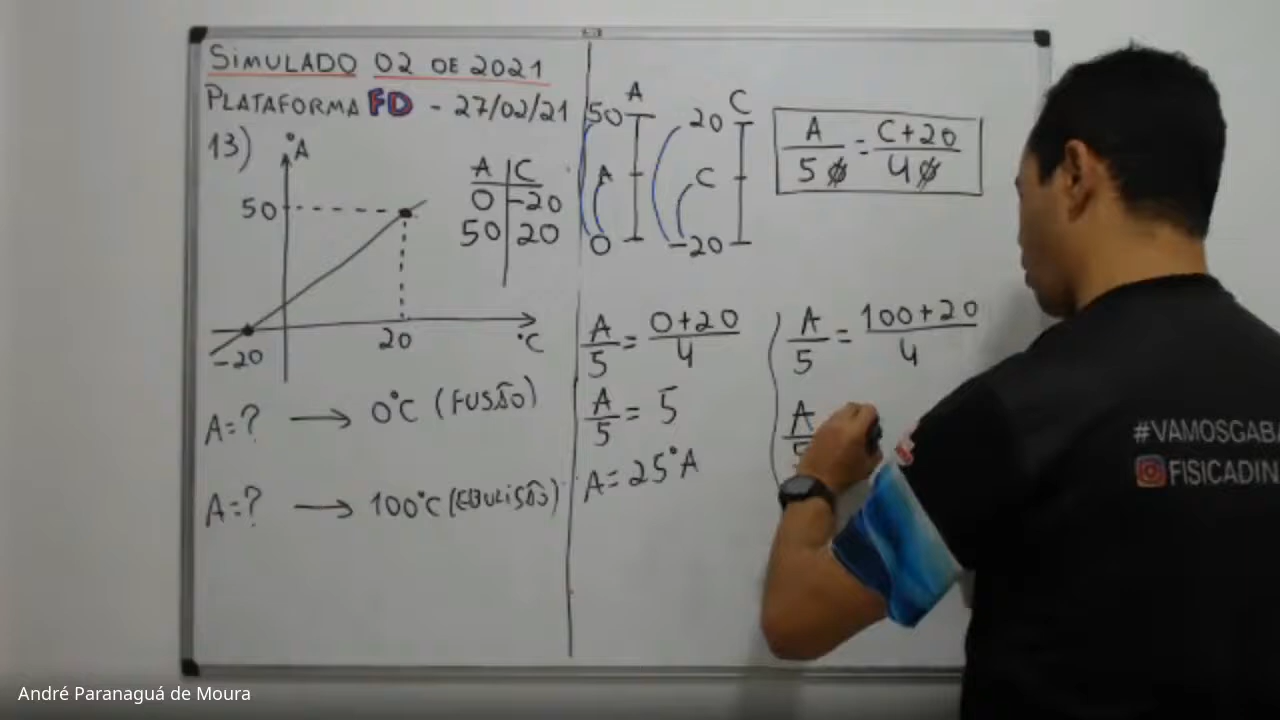 SIMULADO 02 DE 2021
PLATAFORMA FD - 27/02/21
13)
°A
50
20
-20
°C
A C
0 -20
50 20
A=? → 0°C (FUSÃO)
A=? → 100°C (EBULIÇÃO)
A
50
A
0
C
20
C
-20
A/50 = C+20/40
A/5 = 0+20/4
A/5 = 5
A=25°A
A/5 = 100+20/4
A/5
#VAMOSGABA
FISICADIN
André Paranaguá de Moura